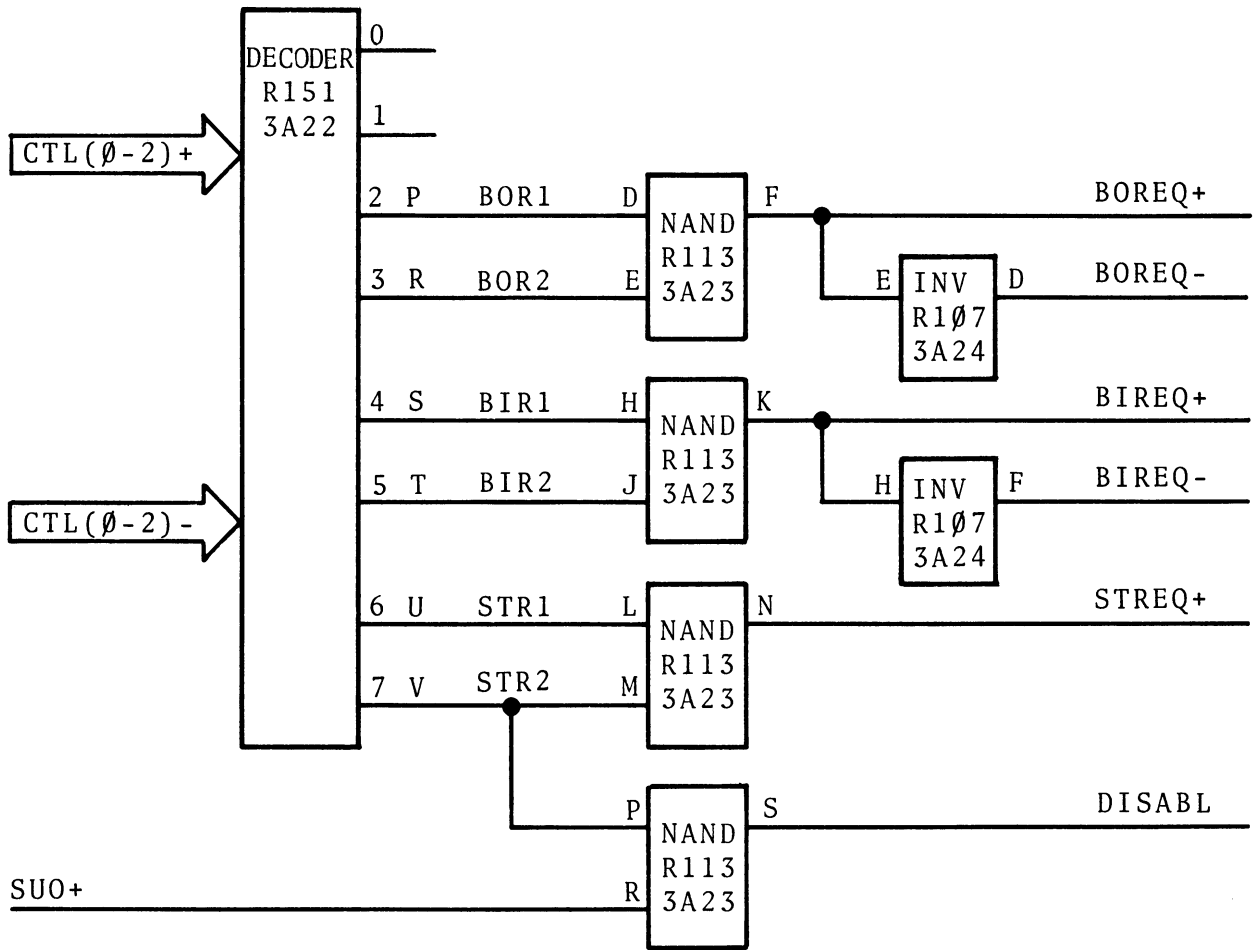 DECODER
R151
3A22
CTL(Ø-2)+
CTL(Ø-2)-
0
1
2 P BOR1 D
3 R BOR2 E
NAND
R113
3A23
F BOREQ+
E INV D BOREQ-
RIØ7
3A24
4 S BIR1 H
5 T BIR2 J
NAND
R113
3A23
K BIREQ+
H INV F BIREQ-
R1Ø7
3A24
6 U STR1 L
7 V STR2 M
NAND
R113
3A23
N STREQ+
P NAND S DISABL
R113
SUO+ R 3A23